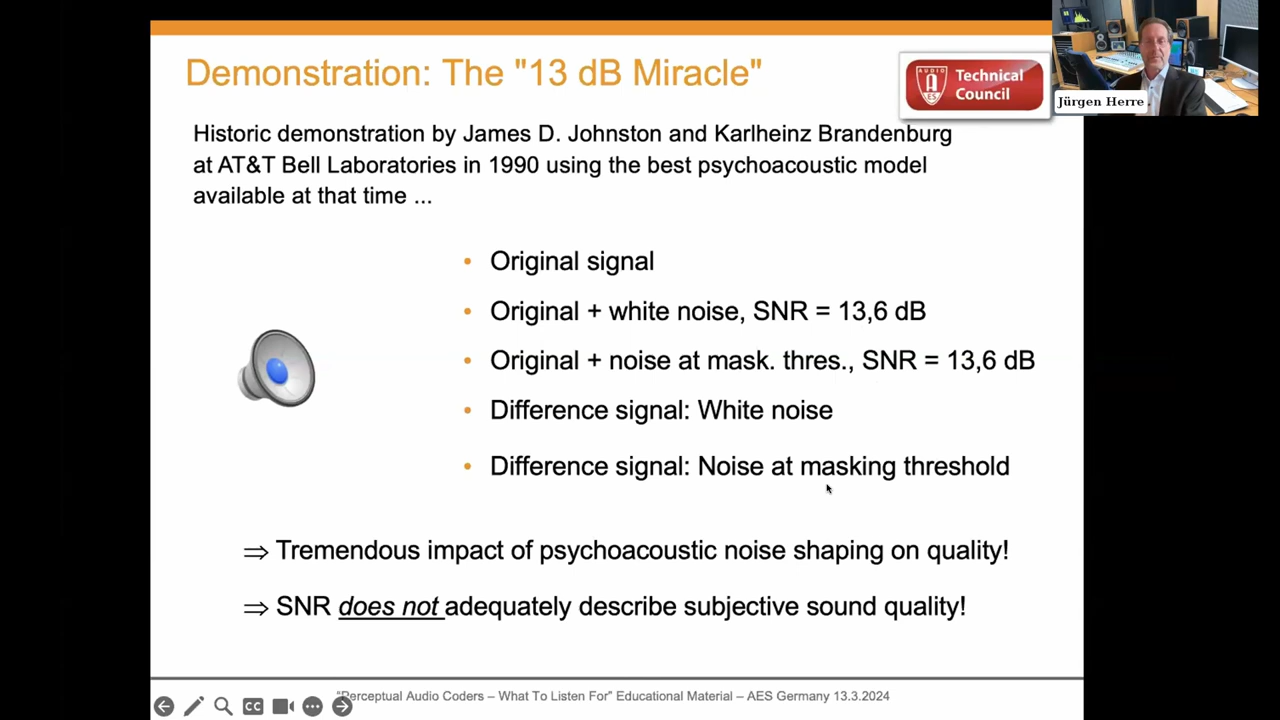 Demonstration: The "13 dB Miracle"
AUDIO
AES
Technical
Council
Jürgen Herre
Historic demonstration by James D. Johnston and Karlheinz Brandenburg
at AT&T Bell Laboratories in 1990 using the best psychoacoustic model
available at that time ...
• Original signal
• Original + white noise, SNR = 13,6 dB
• Original + noise at mask. thres., SNR = 13,6 dB
• Difference signal: White noise
• Difference signal: Noise at masking threshold
⇒ Tremendous impact of psychoacoustic noise shaping on quality!
⇒ SNR does not adequately describe subjective sound quality!
CC
"Perceptual Audio Coders – What To Listen For" Educational Material – AES Germany 13.3.2024